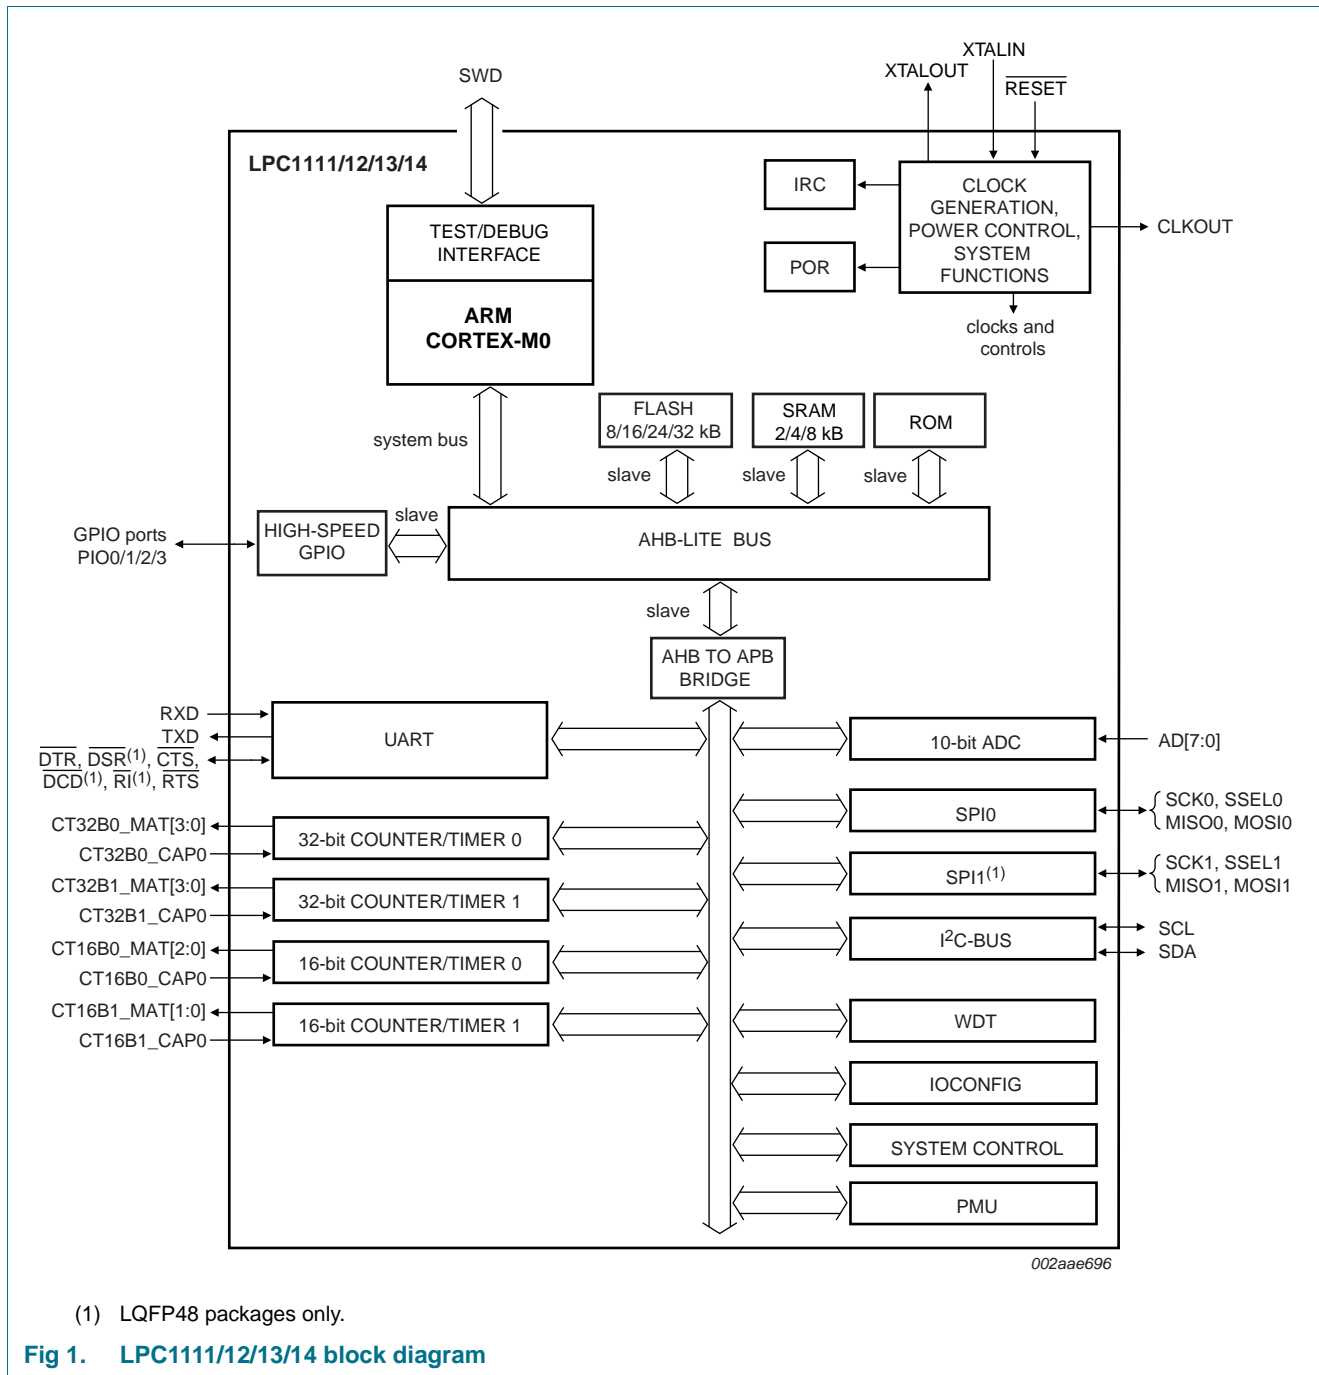 SWD
XTALIN
XTALOUT
RESET
LPC1111/12/13/14
TEST/DEBUG
INTERFACE
ARM
CORTEX-M0
IRC
POR
CLOCK
GENERATION,
POWER CONTROL,
SYSTEM
FUNCTIONS
CLKOUT
clocks and
controls
system bus
FLASH
8/16/24/32 kB
SRAM
2/4/8 kB
ROM
slave
slave
slave
GPIO ports
PIO0/1/2/3
HIGH-SPEED
GPIO
slave
AHB-LITE BUS
slave
AHB TO APB
BRIDGE
RXD
TXD
DTR, DSR(1), CTS,
DCD(1), RI(1), RTS
UART
CT32B0_MAT[3:0]
CT32B0_CAP0
32-bit COUNTER/TIMER 0
CT32B1_MAT[3:0]
CT32B1_CAP0
32-bit COUNTER/TIMER 1
CT16B0_MAT[2:0]
CT16B0_CAP0
16-bit COUNTER/TIMER 0
CT16B1_MAT[1:0]
CT16B1_CAP0
16-bit COUNTER/TIMER 1
10-bit ADC
AD[7:0]
SPI0
SCK0, SSEL0
MISO0, MOSI0
SPI1(1)
SCK1, SSEL1
MISO1, MOSI1
I2C-BUS
SCL
SDA
WDT
IOCONFIG
SYSTEM CONTROL
PMU
002aae696
(1) LQFP48 packages only.
Fig 1. LPC1111/12/13/14 block diagram